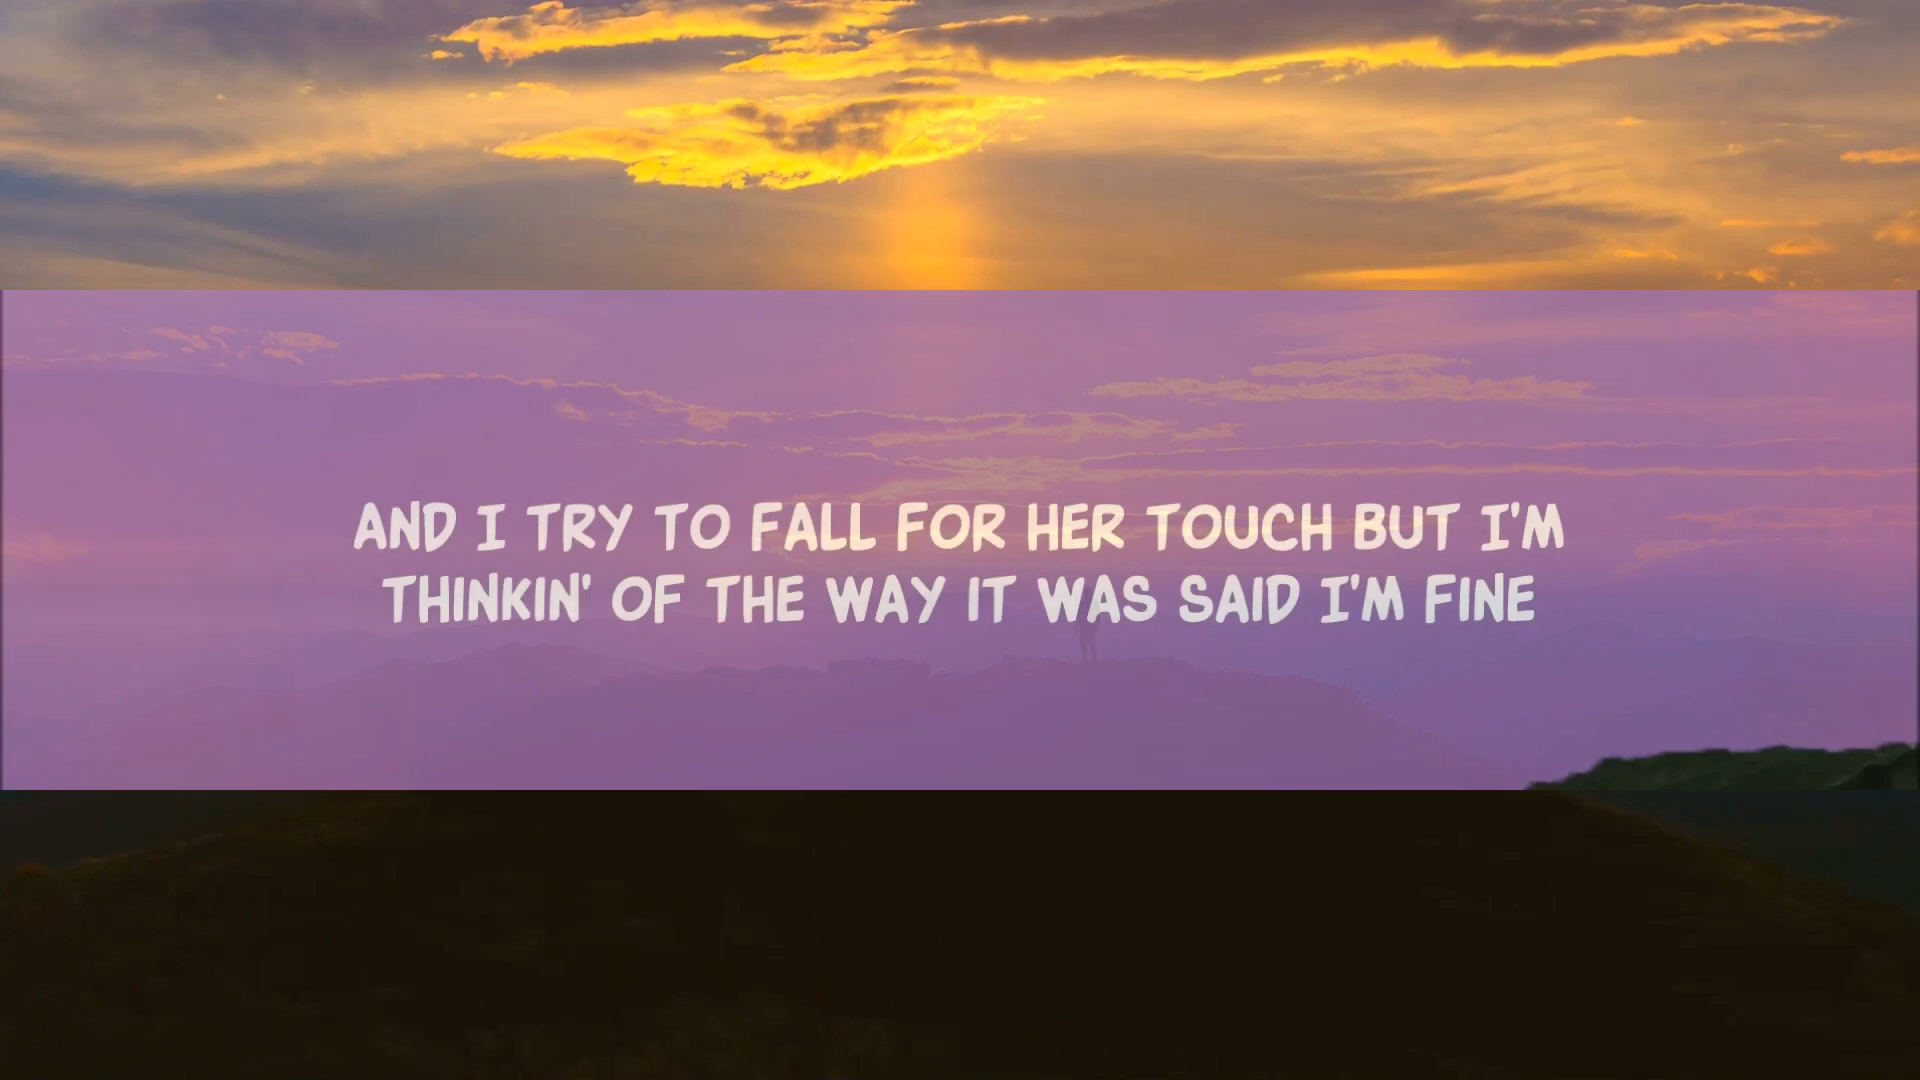 AND I TRY TO FALL FOR HER TOUCH BUT I'M
THINKIN' OF THE WAY IT WAS SAID I'M FINE